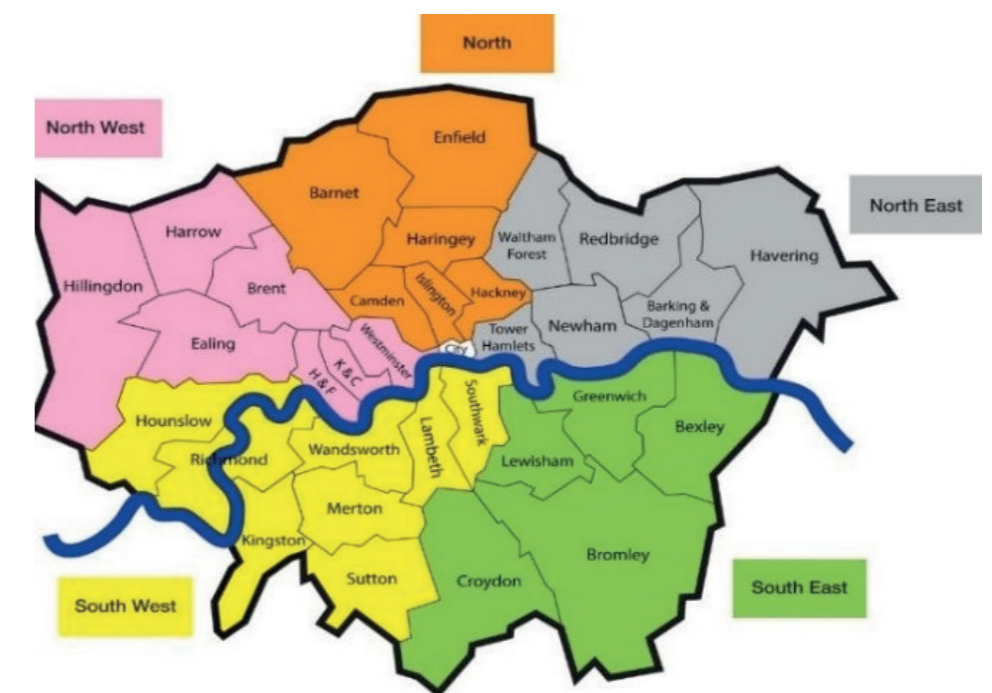 North
North West
Enfield
North East
Barnet
Harrow
Haringey
Waltham
Forest
Redbridge
Havering
Hillingdon
Brent
Camden
Islington
Hackney
Barking &
Dagenham
Ealing
Westminster
City
Tower
Hamlets
Newham
K & C
H & F
Greenwich
Hounslow
Southwark
Bexley
Richmond
Wandsworth
Lambeth
Lewisham
Merton
Kingston
Bromley
Sutton
Croydon
South West
South East